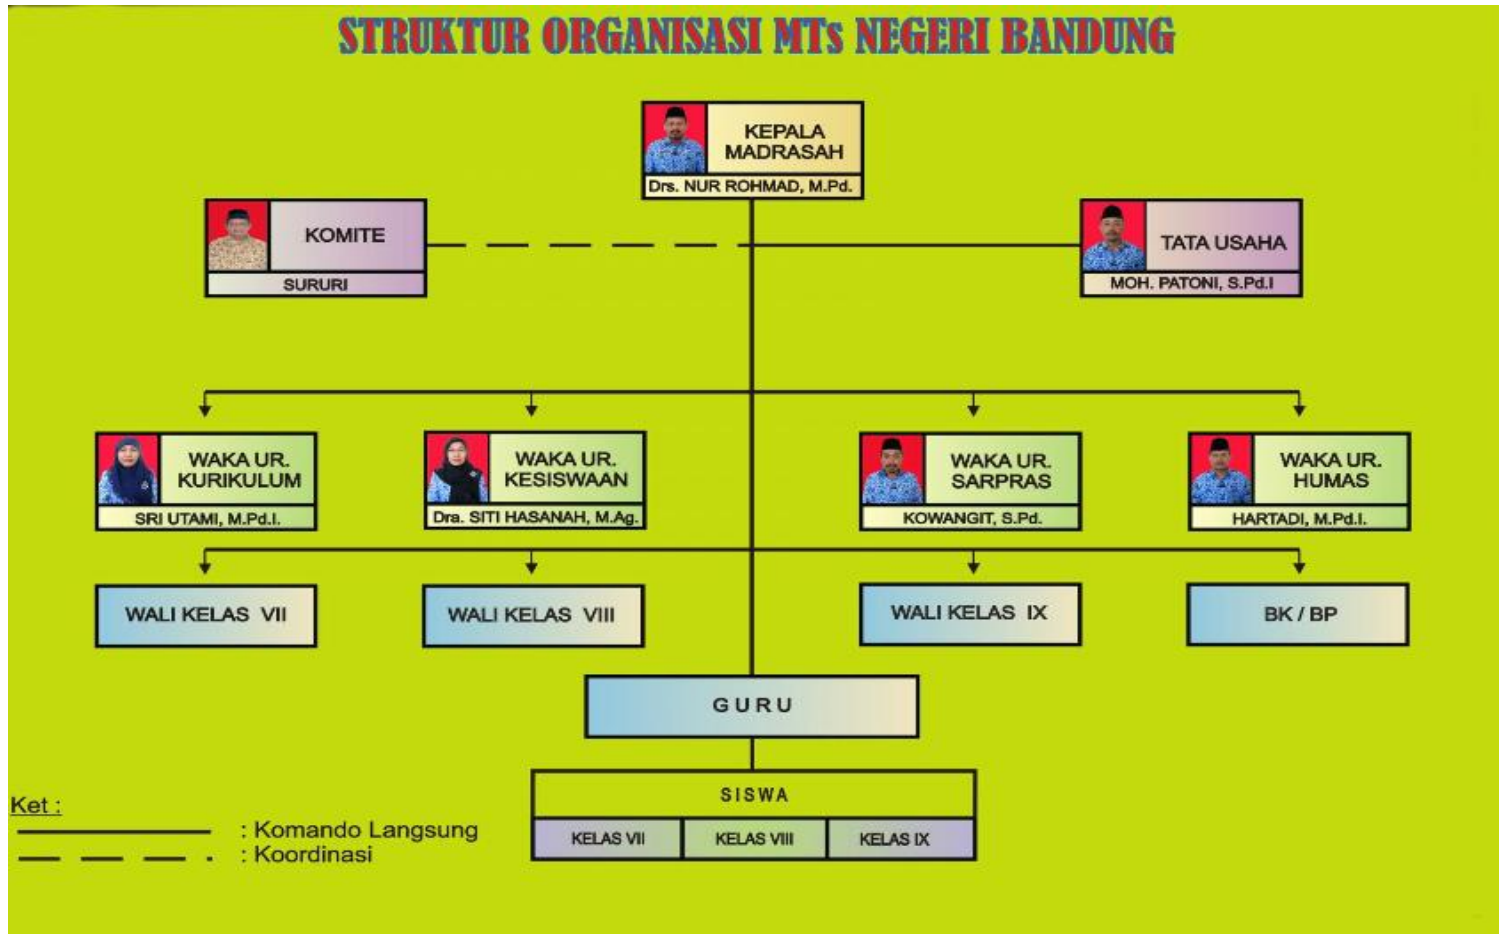 STRUKTUR ORGANISASI MTs NEGERI BANDUNG
KEPALA
MADRASAH
Drs. NUR ROHMAD, M.Pd.
KOMITE
SURURI
TATA USAHA
MOH. PATONI, S.Pd.I
WAKA UR.
KURIKULUM
SRI UTAMI, M.Pd.I.
WAKA UR.
KESISWAAN
Dra. SITI HASANAH, M.Ag.
WAKA UR.
SARPRAS
KOWANGIT, S.Pd.
WAKA UR.
HUMAS
HARTADI, M.Pd.I.
WALI KELAS VII
WALI KELAS VIII
WALI KELAS IX
BK / BP
G U R U
S I S W A
KELAS VII
KELAS VIII
KELAS IX
Ket :
: Komando Langsung
: Koordinasi